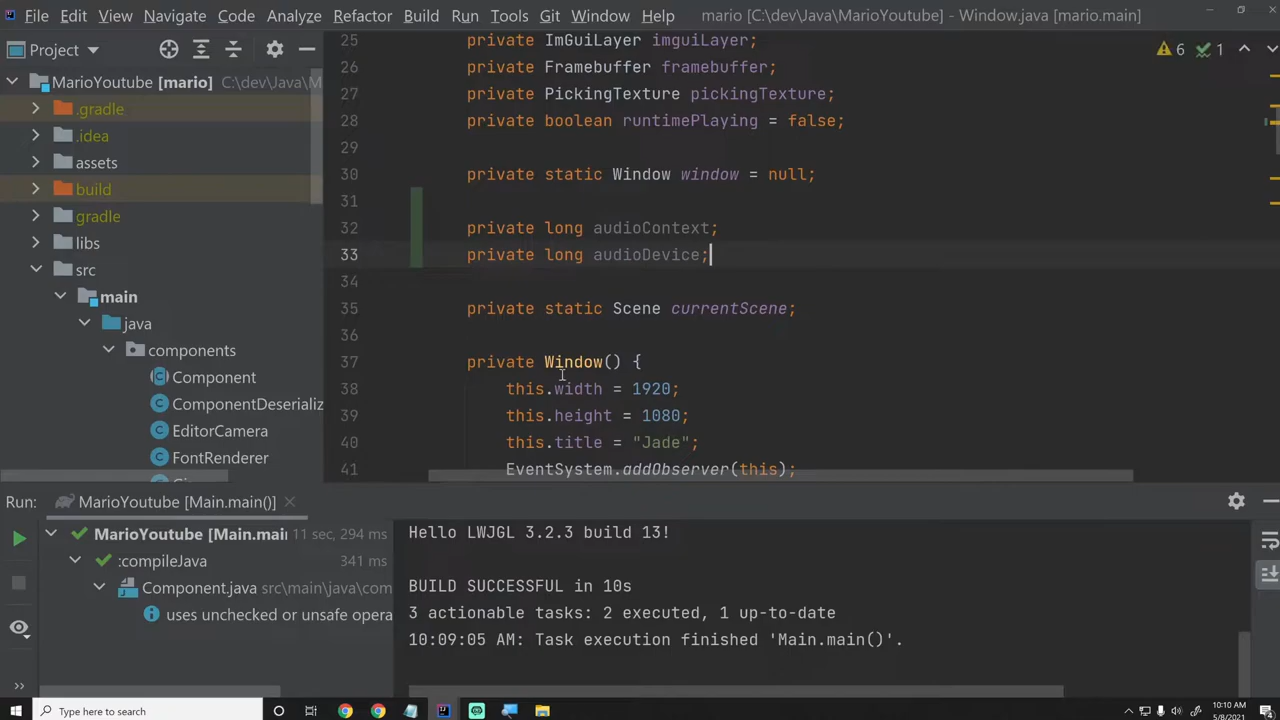 File Edit View Navigate Code Analyze Refactor Build Run Tools Git Window Help mario [C:\dev\Java\MarioYoutube] – Window.java [mario.main]
Project
MarioYoutube [mario] C:\dev\Java\M
.gradle
.idea
assets
build
gradle
libs
src
main
java
components
Component
ComponentDeserializ
EditorCamera
FontRenderer
6 1
25 private ImGuiLayer imguiLayer;
26 private Framebuffer framebuffer;
27 private PickingTexture pickingTexture;
28 private boolean runtimePlaying = false;
29
30 private static Window window = null;
31
32 private long audioContext;
33 private long audioDevice;
34
35 private static Scene currentScene;
36
37 private Window() {
38 this.width = 1920;
39 this.height = 1080;
40 this.title = "Jade";
41 EventSystem.addObserver(this);
Run: MarioYoutube [Main.main()]
MarioYoutube [Main.mai 11 sec, 294 ms
:compileJava 341 ms
Component.java src\main\java\com
uses unchecked or unsafe opera
Hello LWJGL 3.2.3 build 13!
BUILD SUCCESSFUL in 10s
3 actionable tasks: 2 executed, 1 up-to-date
10:09:05 AM: Task execution finished 'Main.main()'.
Type here to search
10:10 AM
5/8/2021